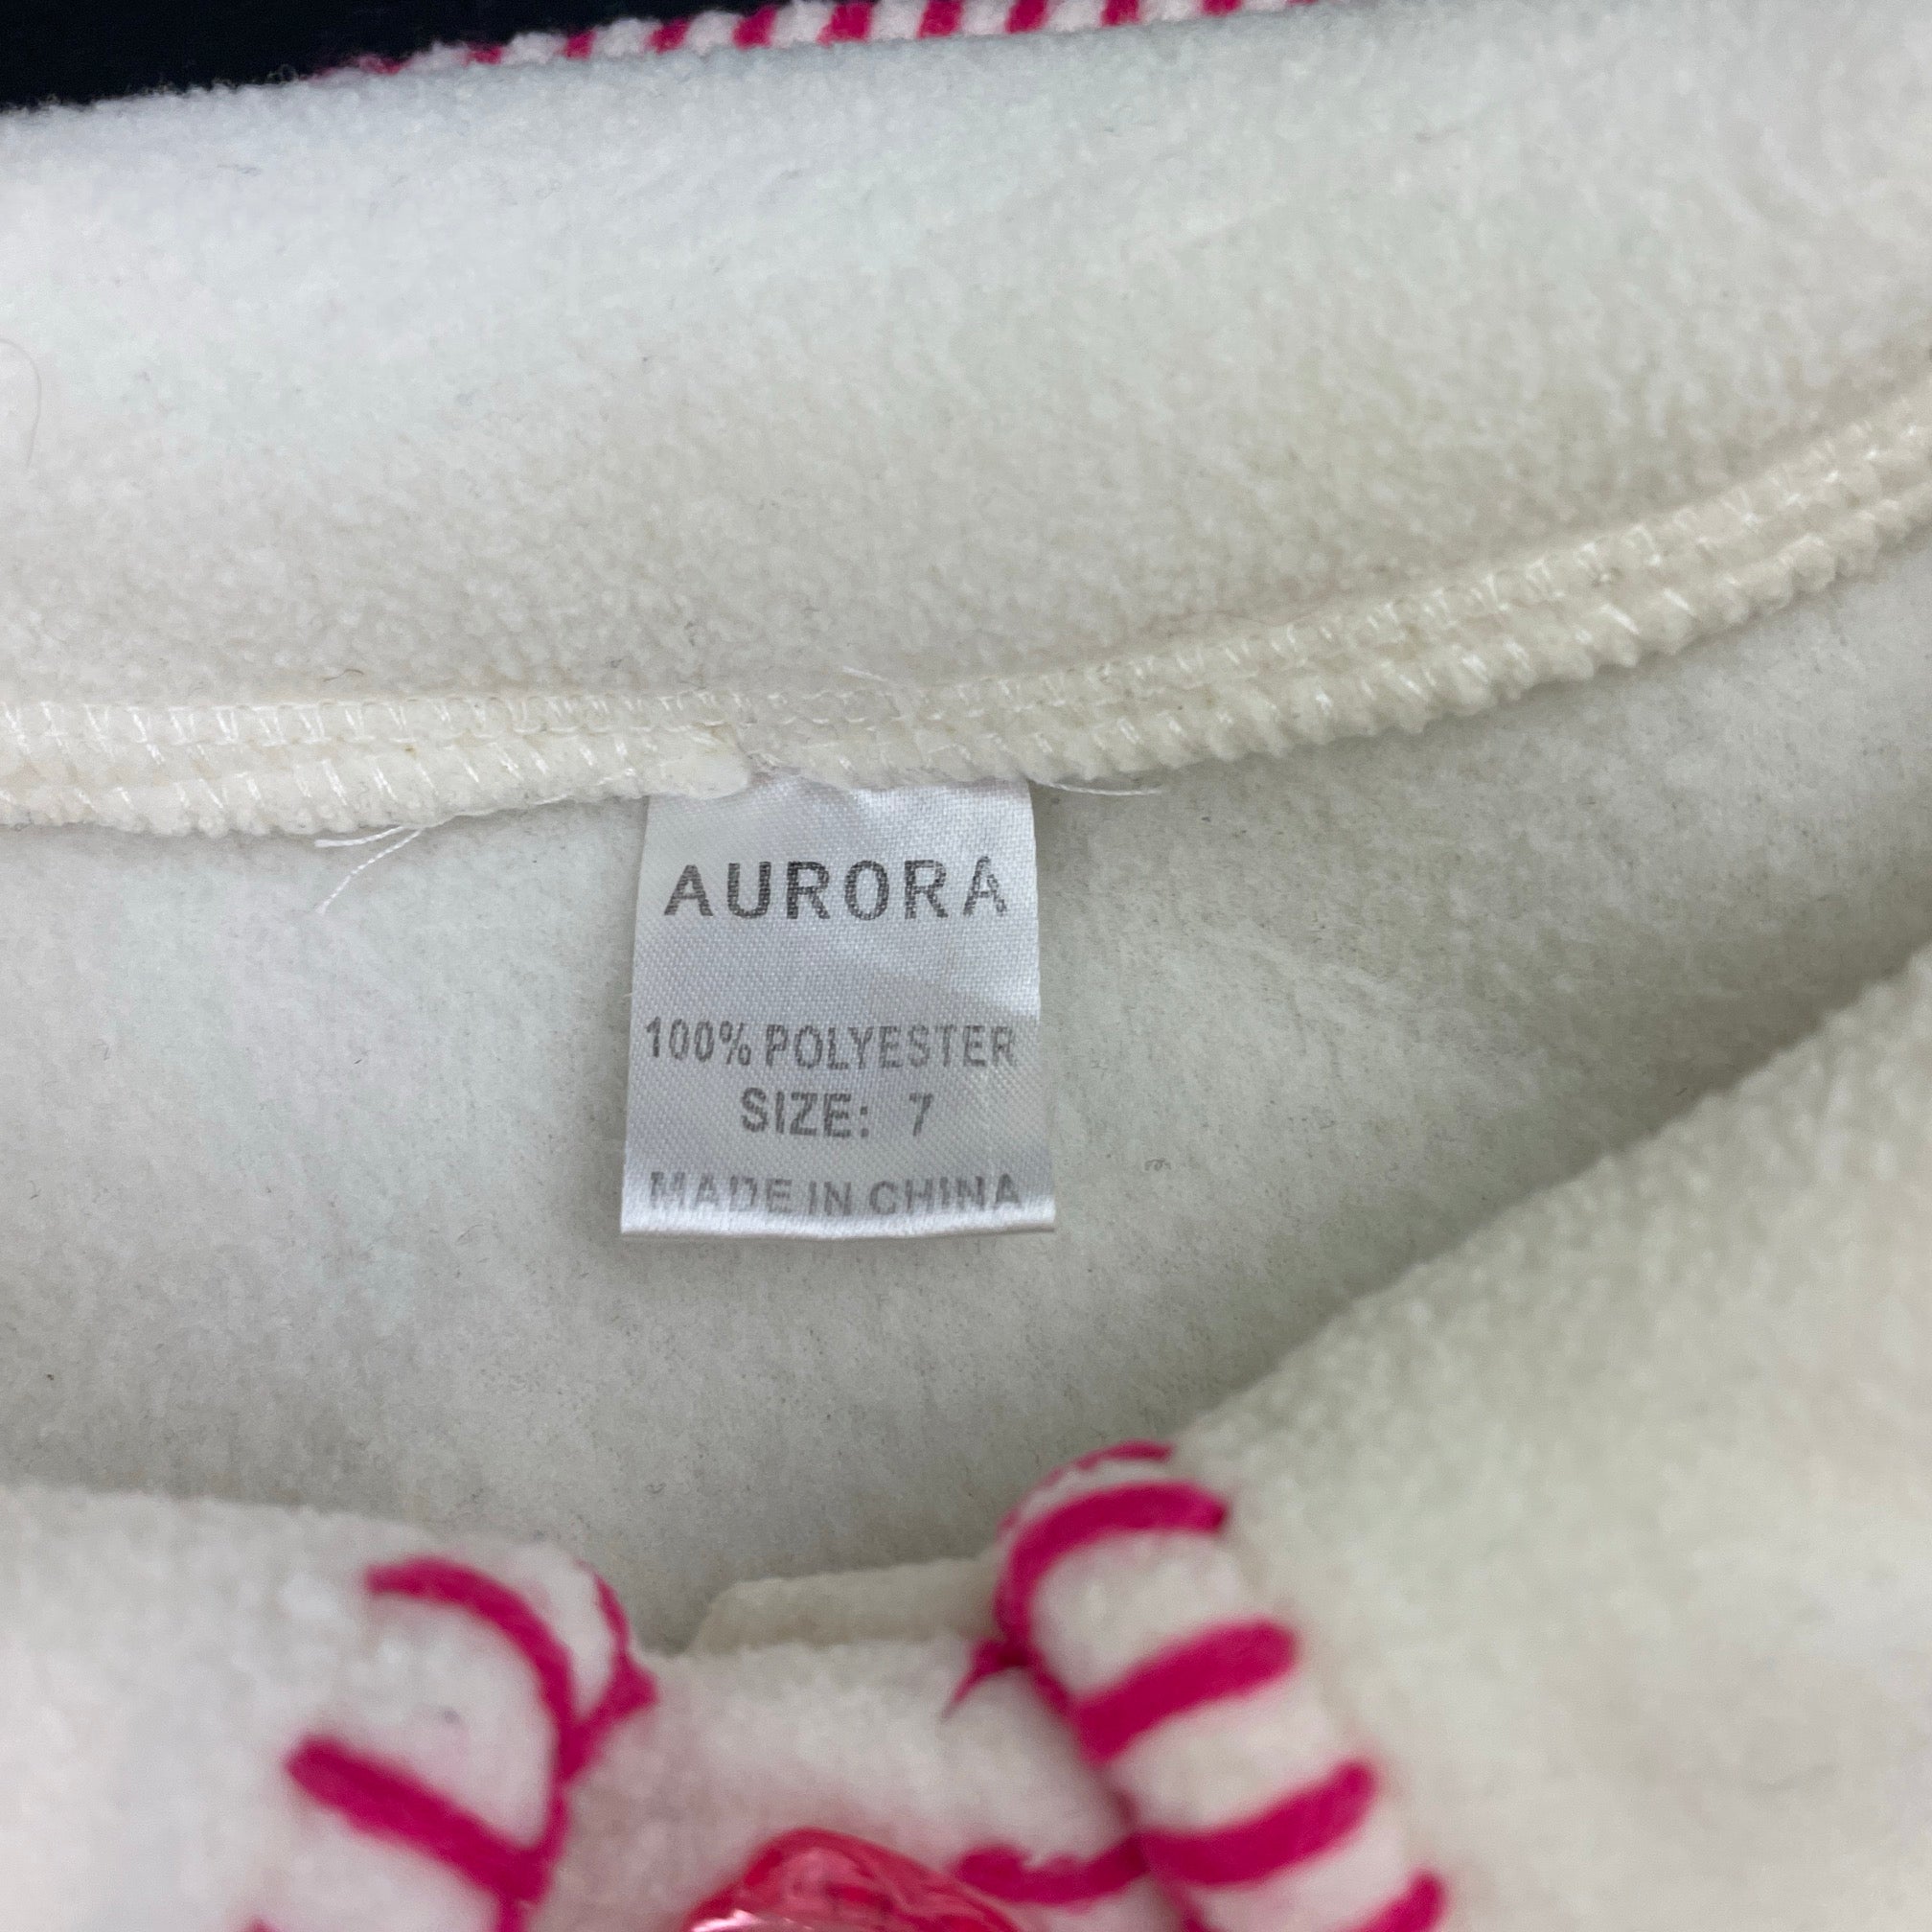 AURORA
100% POLYESTER
SIZE: 7
MADE IN CHINA